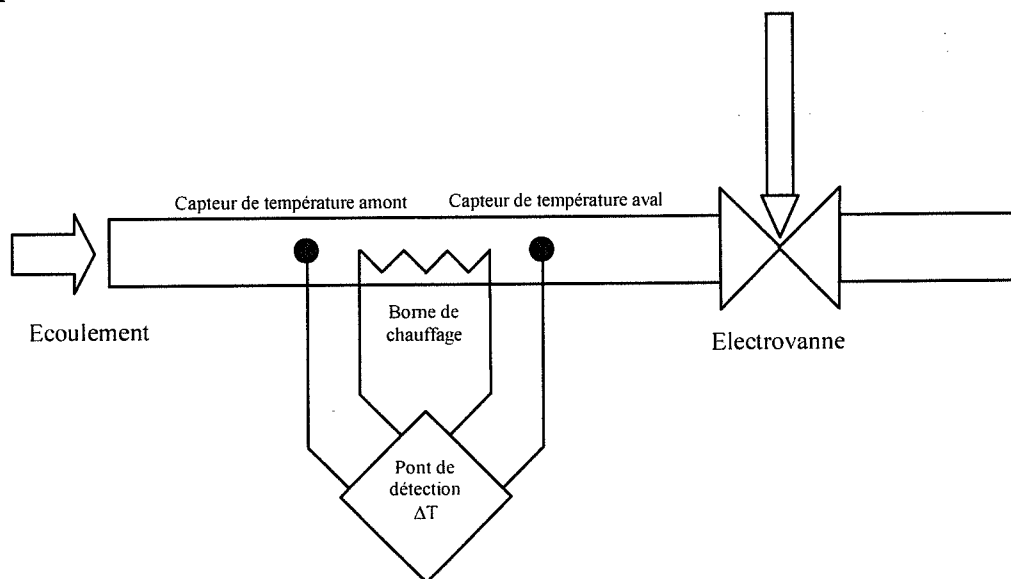 Capteur de température amont
Capteur de température aval
Ecoulement
Borne de
chauffage
Electrovanne
Pont de
détection
ΔT